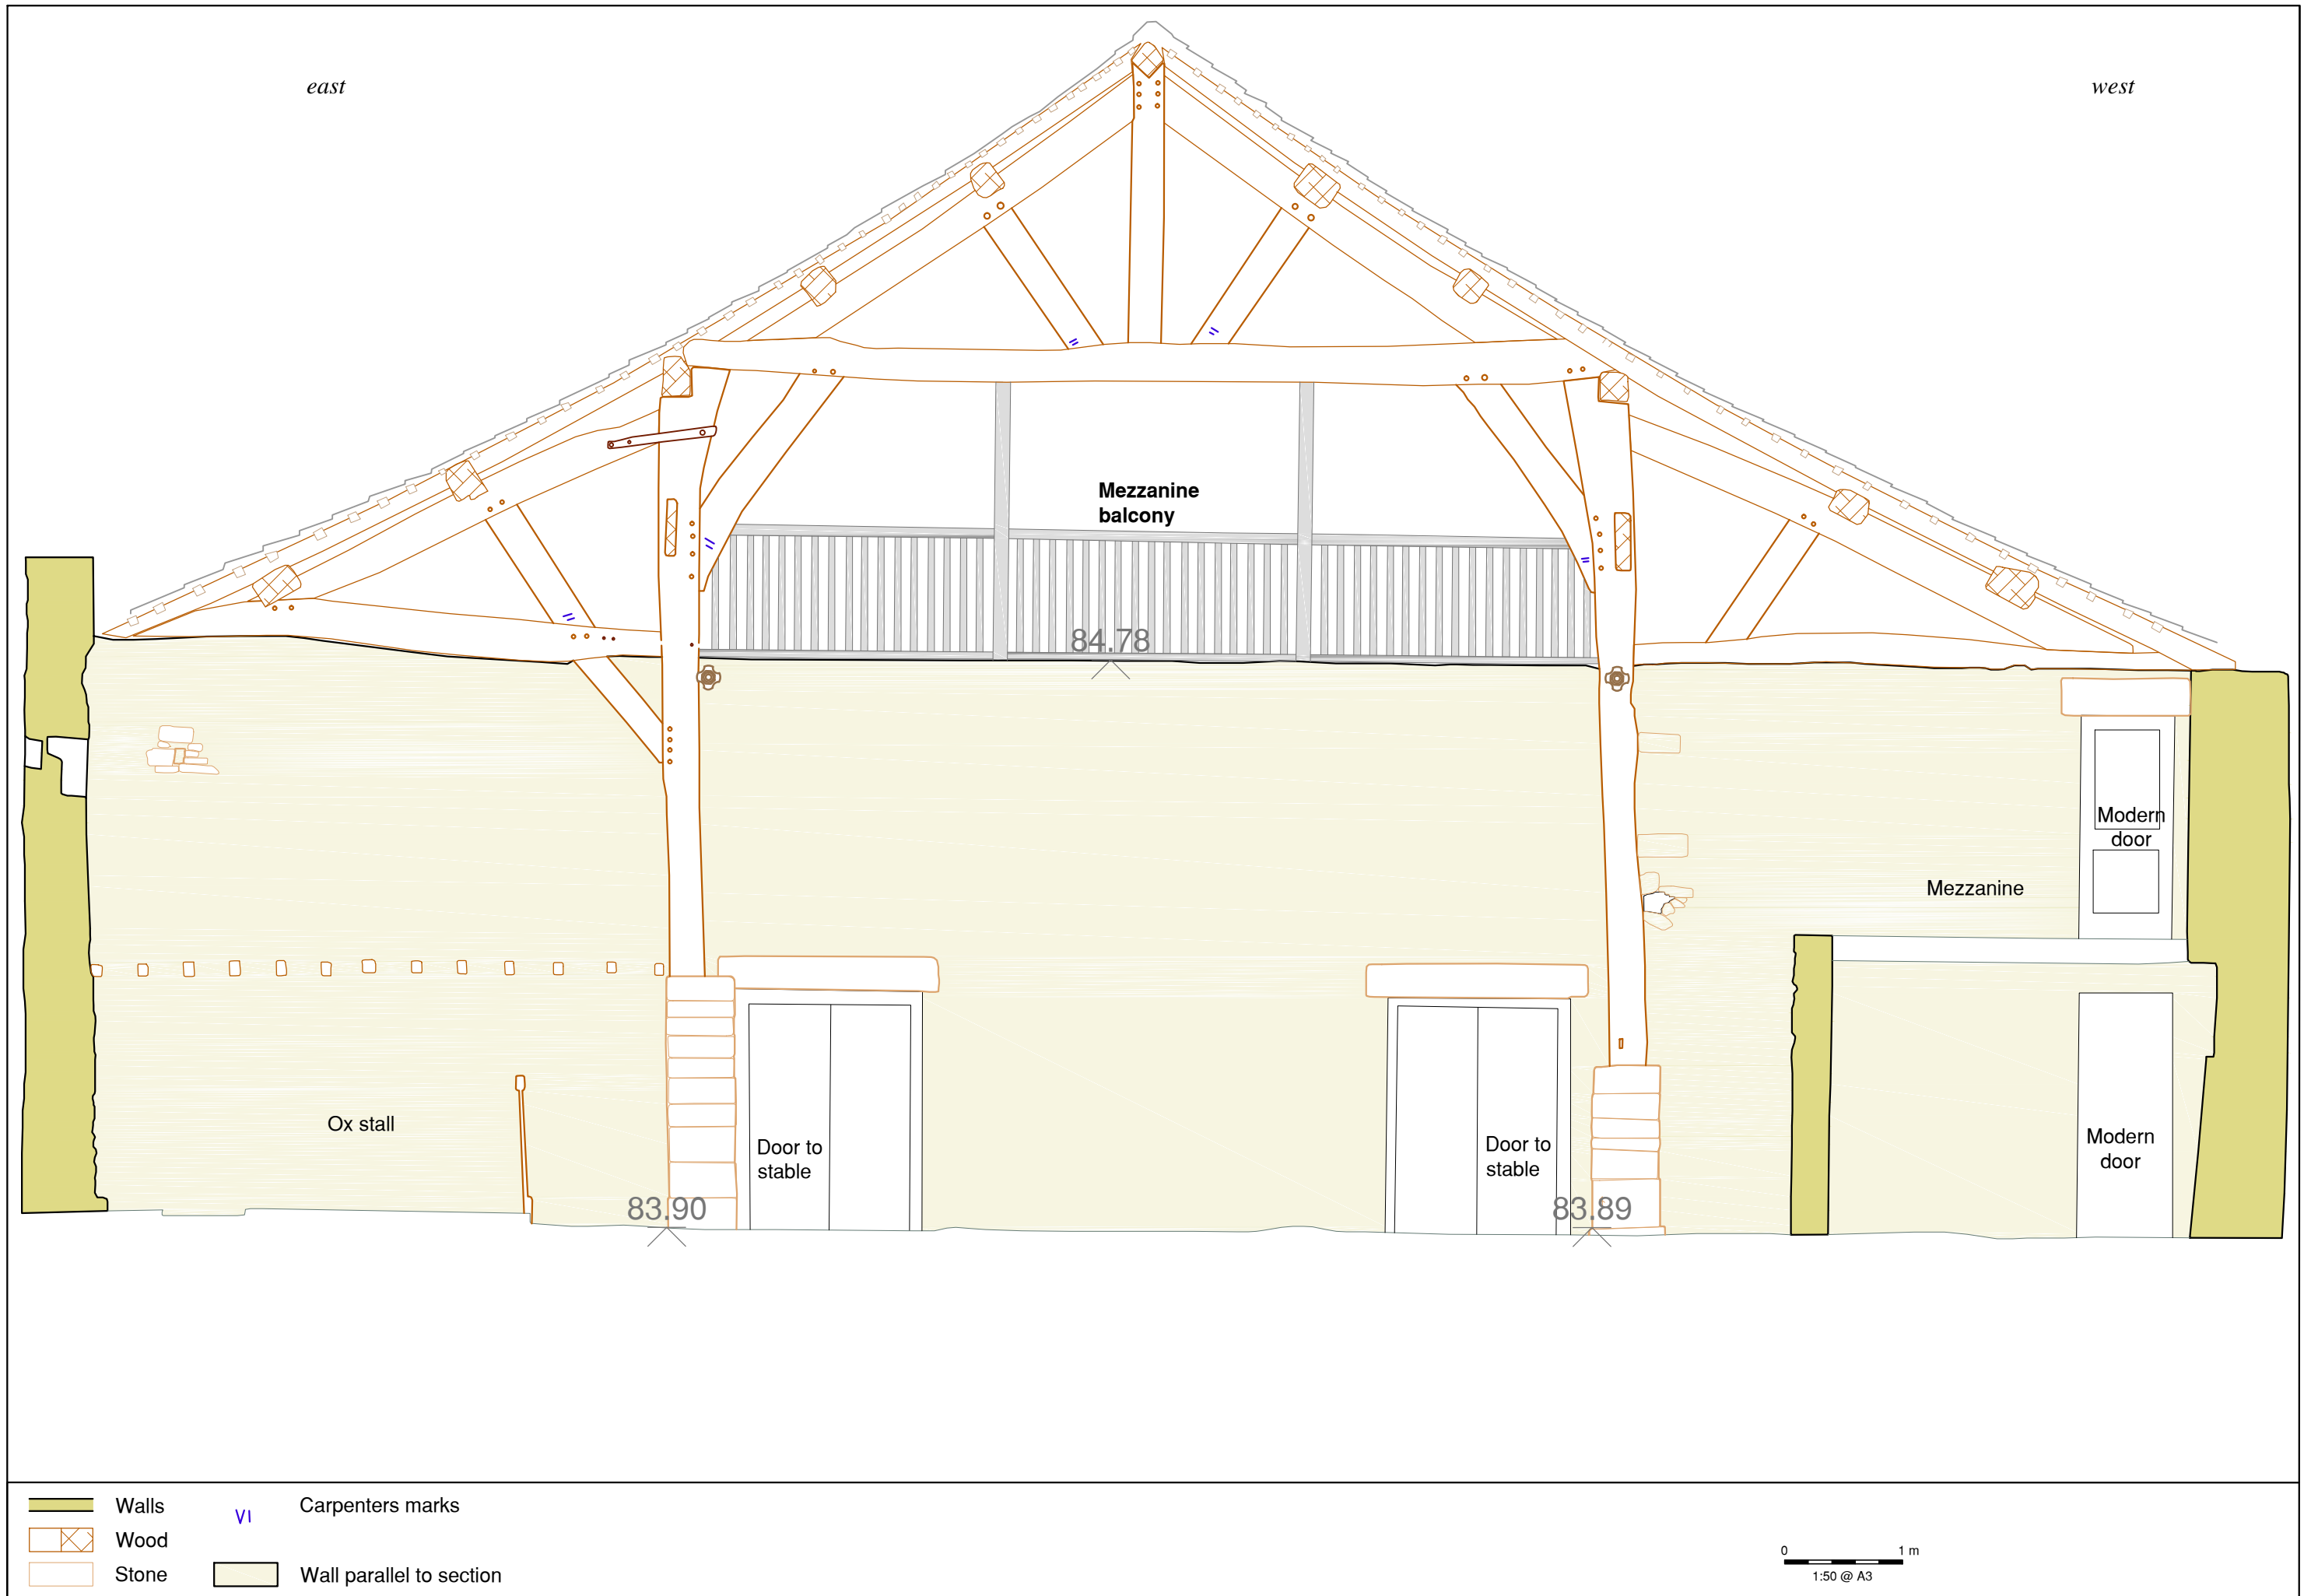 east
west
Mezzanine
balcony
84.78
Modern
door
Mezzanine
Ox stall
Door to
stable
Door to
stable
Modern
door
83.90
83.89
Walls
Carpenters marks
VI
Wood
Stone
Wall parallel to section
0
1 m
1:50 @ A3